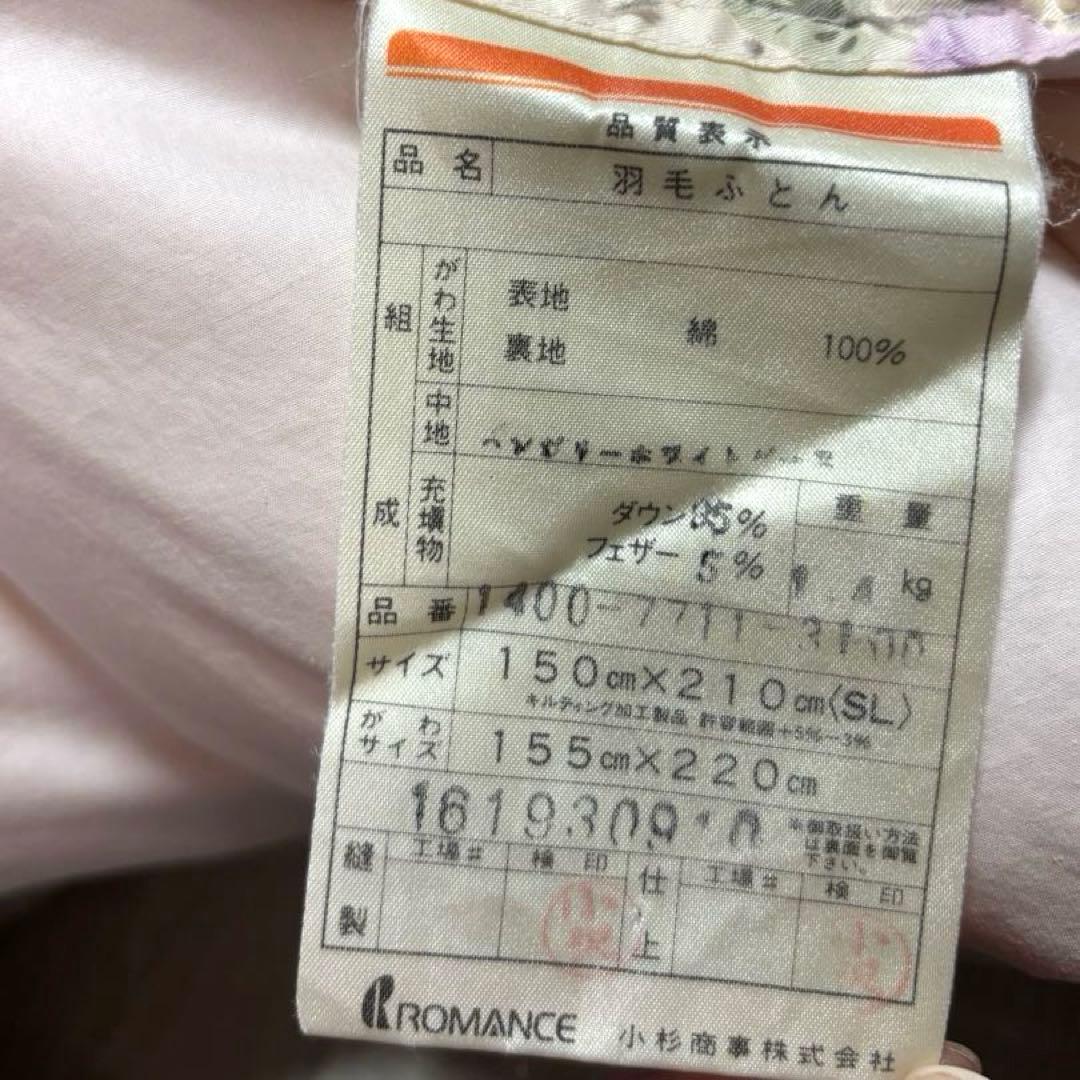 品質表示
品名 羽毛ふとん
組成
がわ生地 表地 裏地 綿 100%
中地
充填物 ダウン 95%
フェザー 5%
重量
kg
品番 1400-7711-
サイズ 150cm×210cm〈SL〉
キルティング加工製品 許容範囲+5%-3%
がわサイズ 155cm×220cm
※御取扱い方法
は裏面を御覧
下さい。
縫製 工場# 検印 仕上 工場# 検印
ROMANCE 小杉商事株式会社